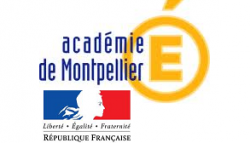 académie
de Montpellier
É
Liberté • Égalité • Fraternité
RÉPUBLIQUE FRANÇAISE